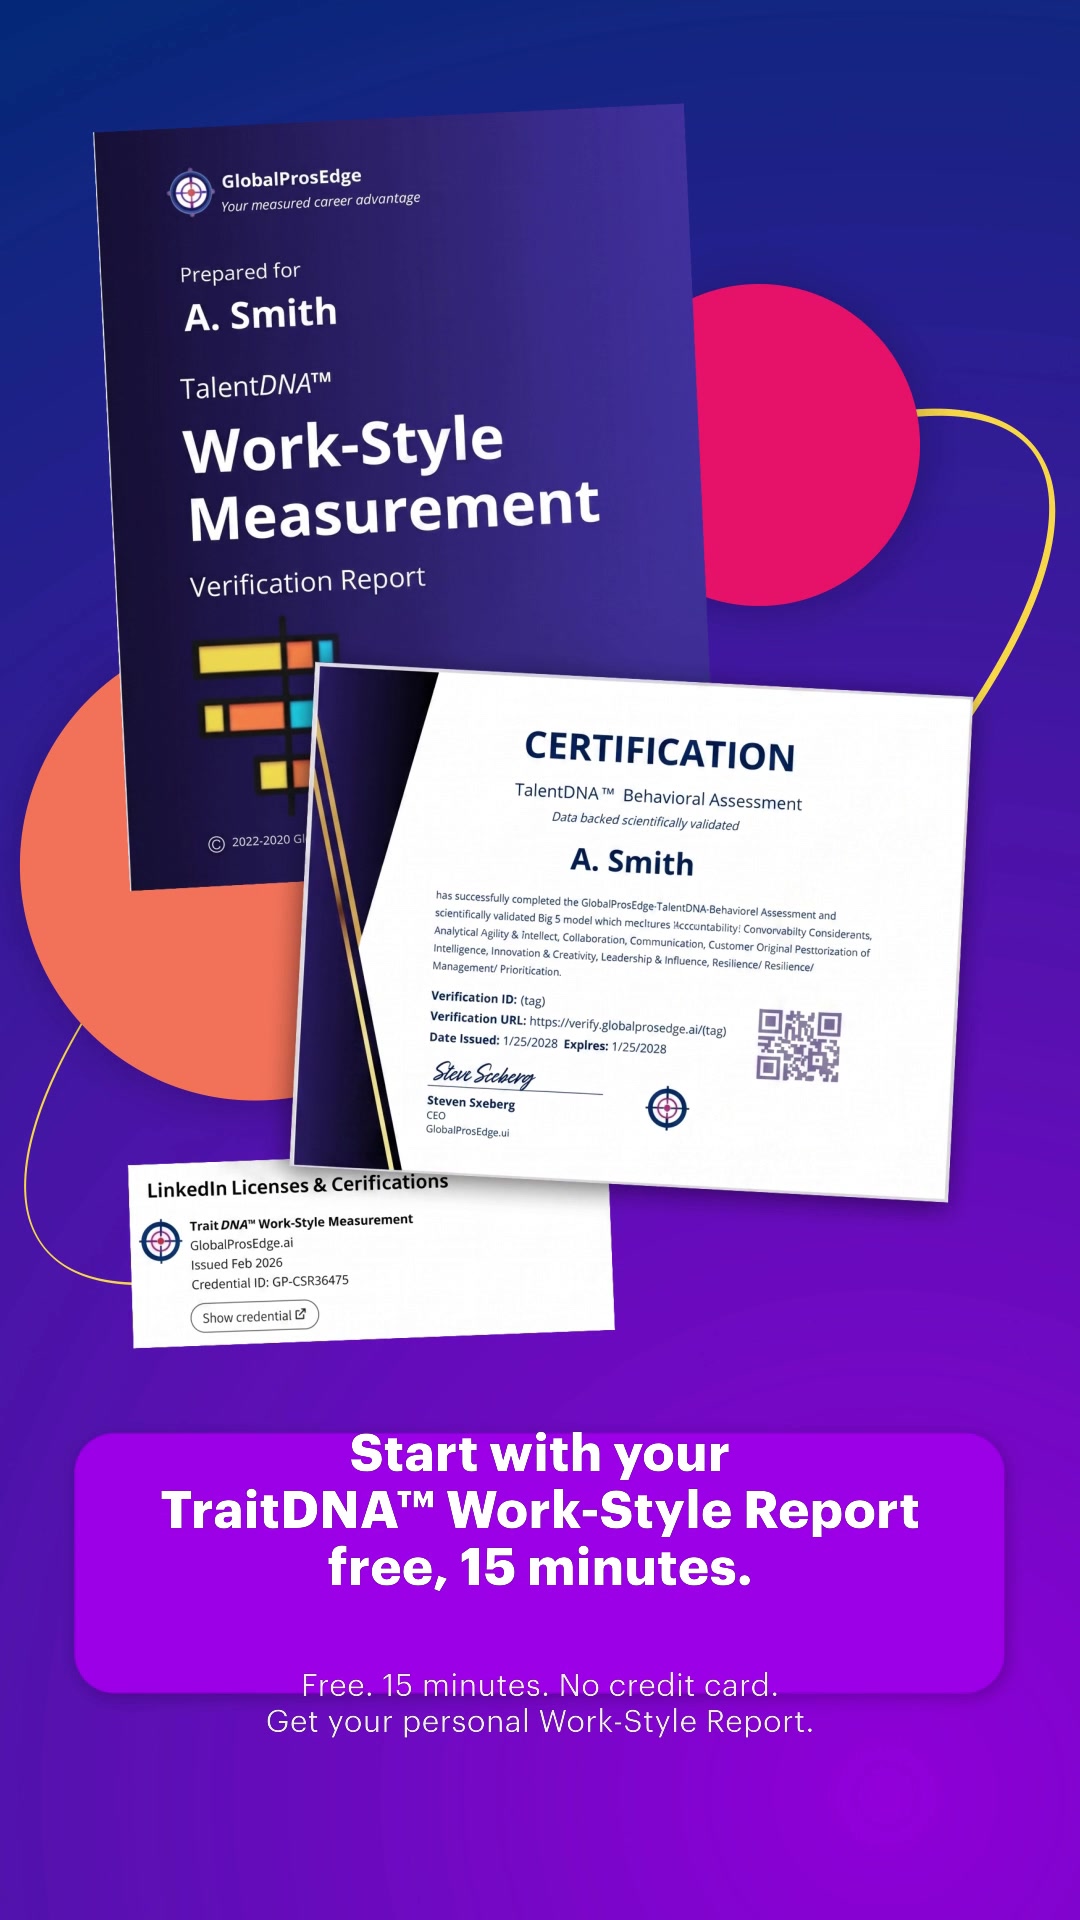 GlobalProsEdge
Your measured career advantage
Prepared for
A. Smith
TalentDNA™
Work-Style
Measurement
Verification Report
© 2022-2020 Gl
CERTIFICATION
TalentDNA™ Behavioral Assessment
Data backed scientifically validated
A. Smith
has successfully completed the GlobalProsEdge-TalentDNA-Behaviorel Assessment and
scientifically validated Big 5 model which Convorvabilty Considerants,
Analytical Agility & Intellect, Collaboration, Communication, Customer Original Pesttorization of
Intelligence, Innovation & Creativity, Leadership & Influence, Resilience/ Resilience/
Management/ Prioritication.
Verification ID: (tag)
Verification URL: https://verify.globalprosedge.ai/(tag)
Date Issued: 1/25/2028 Explres: 1/25/2028
Steven Sxeberg
CEO
GlobalProsEdge.ui
LinkedIn Licenses & Cerifications
TraitDNA™ Work-Style Measurement
GlobalProsEdge.ai
Issued Feb 2026
Credential ID: GP-CSR36475
Show credential
Start with your
TraitDNA™ Work-Style Report
free, 15 minutes.
Free. 15 minutes. No credit card.
Get your personal Work-Style Report.